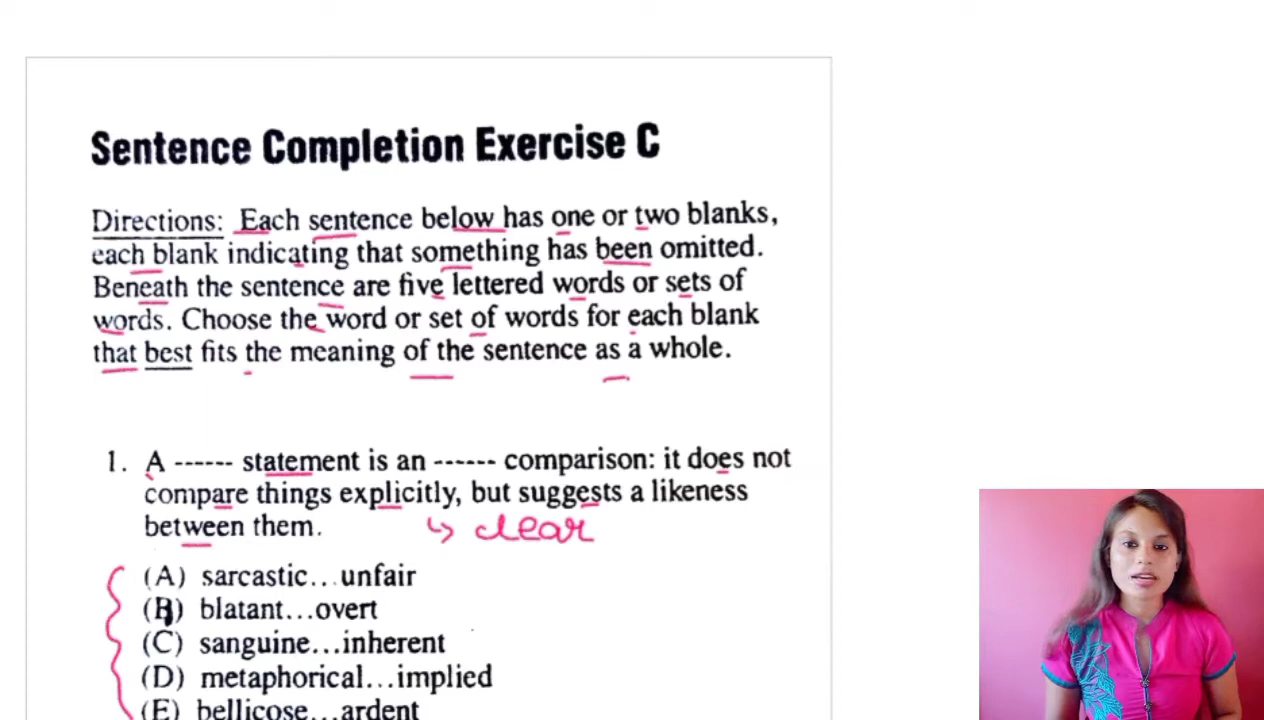 Sentence Completion Exercise C
Directions: Each sentence below has one or two blanks,
each blank indicating that something has been omitted.
Beneath the sentence are five lettered words or sets of
words. Choose the word or set of words for each blank
that best fits the meaning of the sentence as a whole.
1. A ------ statement is an ------ comparison: it does not
compare things explicitly, but suggests a likeness
between them.
↳ clear
(A) sarcastic...unfair
(B) blatant...overt
(C) sanguine...inherent
(D) metaphorical...implied
(E) bellicose...ardent